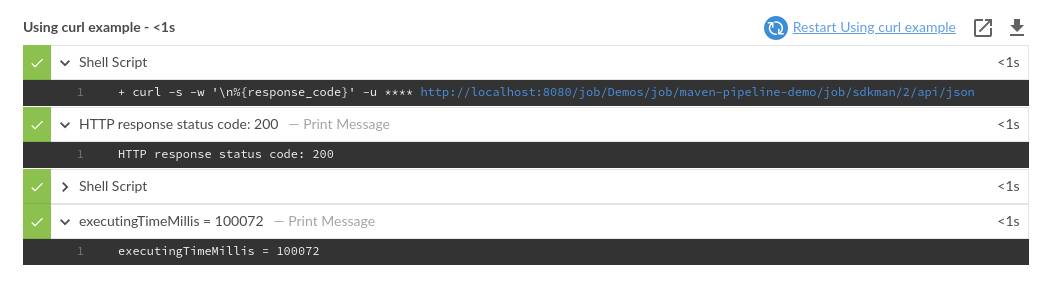 Using curl example - <1s
Restart Using curl example
Shell Script <1s
1 + curl -s -w '\n%{response_code}' -u **** http://localhost:8080/job/Demos/job/maven-pipeline-demo/job/sdkman/2/api/json
HTTP response status code: 200 — Print Message <1s
1 HTTP response status code: 200
Shell Script <1s
executingTimeMillis = 100072 — Print Message <1s
1 executingTimeMillis = 100072